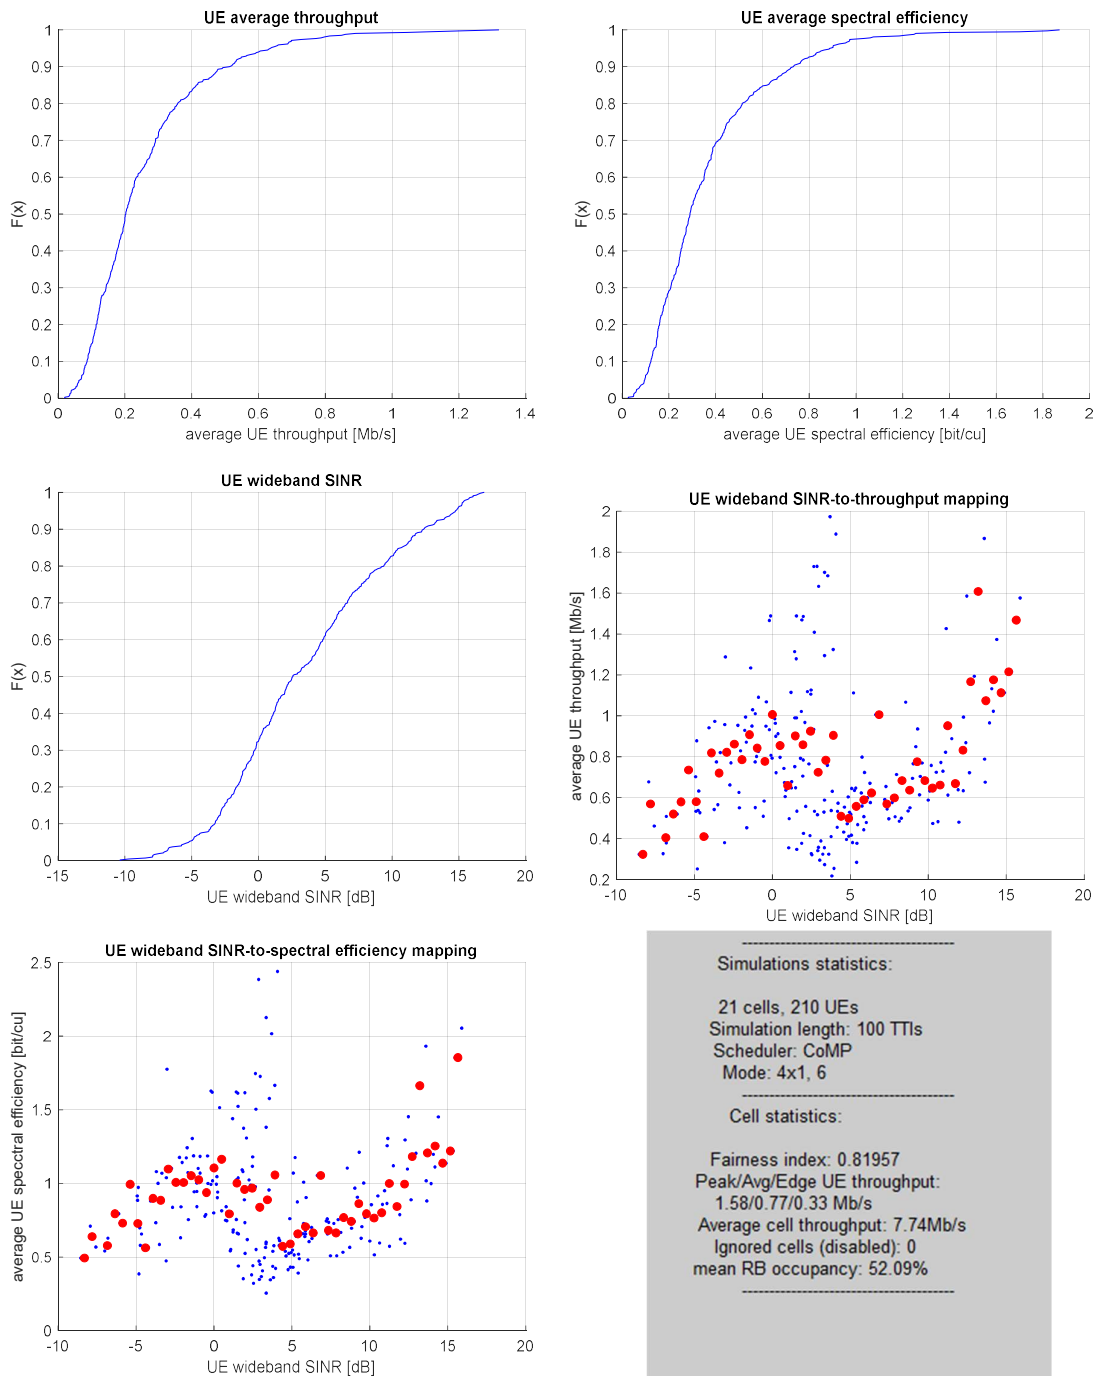 UE average throughput
1
0.9
0.8
0.7
0.6
0.5
0.4
0.3
0.2
0.1
0
F(x)
0 0.2 0.4 0.6 0.8 1 1.2 1.4
average UE throughput [Mb/s]
UE average spectral efficiency
1
0.9
0.8
0.7
0.6
0.5
0.4
0.3
0.2
0.1
0
F(x)
0 0.2 0.4 0.6 0.8 1 1.2 1.4 1.6 1.8 2
average UE spectral efficiency [bit/cu]
UE wideband SINR
1
0.9
0.8
0.7
0.6
0.5
0.4
0.3
0.2
0.1
0
F(x)
-15 -10 -5 0 5 10 15 20
UE wideband SINR [dB]
UE wideband SINR-to-throughput mapping
2
1.8
1.6
1.4
1.2
1
0.8
0.6
0.4
0.2
average UE throughput [Mb/s]
-10 -5 0 5 10 15 20
UE wideband SINR [dB]
UE wideband SINR-to-spectral efficiency mapping
2.5
2
1.5
1
0.5
0
average UE specctral efficiency [bit/cu]
-10 -5 0 5 10 15 20
UE wideband SINR [dB]
---------------------------------------
Simulations statistics:
21 cells, 210 UEs
Simulation length: 100 TTIs
Scheduler: CoMP
Mode: 4x1, 6
---------------------------------------
Cell statistics:
Fairness index: 0.81957
Peak/Avg/Edge UE throughput:
1.58/0.77/0.33 Mb/s
Average cell throughput: 7.74Mb/s
Ignored cells (disabled): 0
mean RB occupancy: 52.09%
---------------------------------------